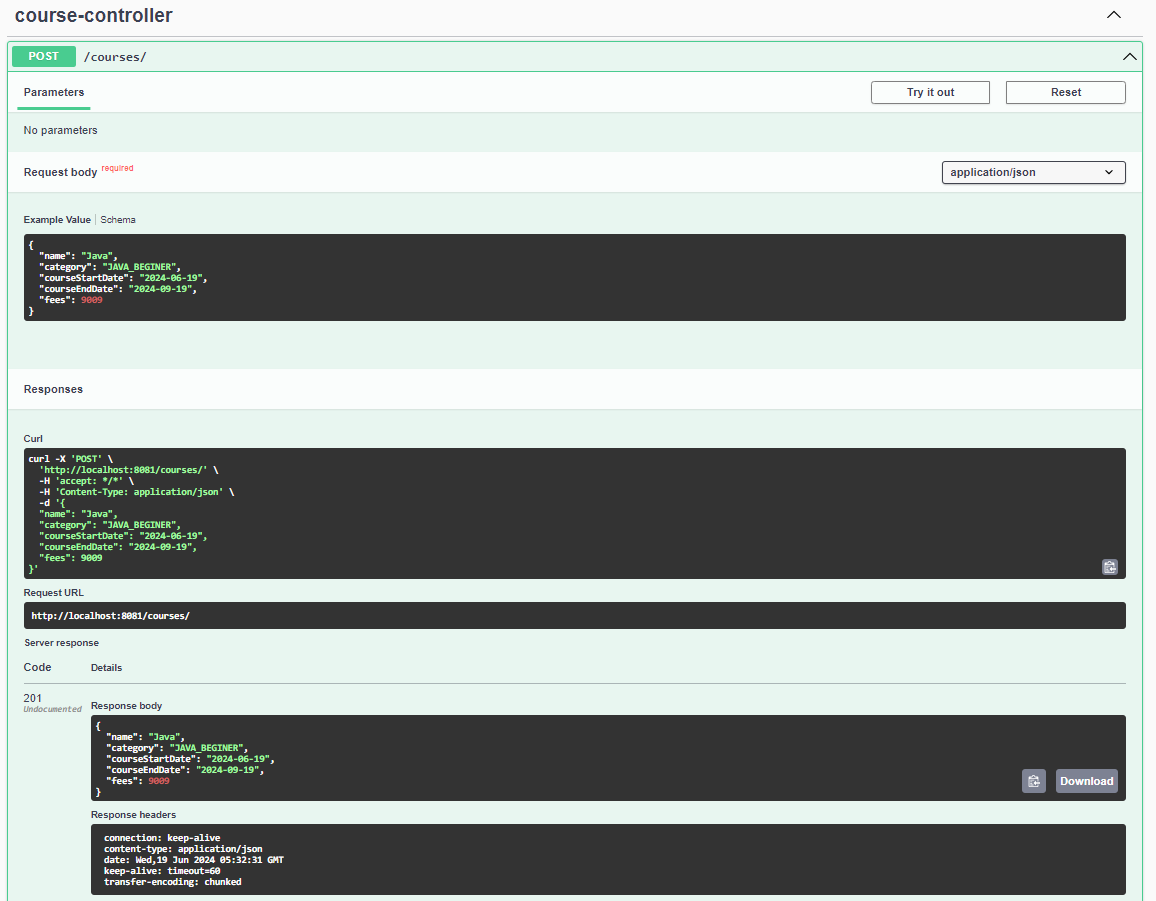 course-controller
POST /courses/
Parameters
Try it out
Reset
No parameters
Request body required
application/json
Example Value | Schema
{
  "name": "Java",
  "category": "JAVA_BEGINER",
  "courseStartDate": "2024-06-19",
  "courseEndDate": "2024-09-19",
  "fees": 9009
}
Responses
Curl
curl -X 'POST' \
  'http://localhost:8081/courses/' \
  -H 'accept: */*' \
  -H 'Content-Type: application/json' \
  -d '{
  "name": "Java",
  "category": "JAVA_BEGINER",
  "courseStartDate": "2024-06-19",
  "courseEndDate": "2024-09-19",
  "fees": 9009
}'
Request URL
http://localhost:8081/courses/
Server response
Code Details
201
Undocumented
Response body
{
  "name": "Java",
  "category": "JAVA_BEGINER",
  "courseStartDate": "2024-06-19",
  "courseEndDate": "2024-09-19",
  "fees": 9009
}
Download
Response headers
connection: keep-alive
content-type: application/json
date: Wed,19 Jun 2024 05:32:31 GMT
keep-alive: timeout=60
transfer-encoding: chunked